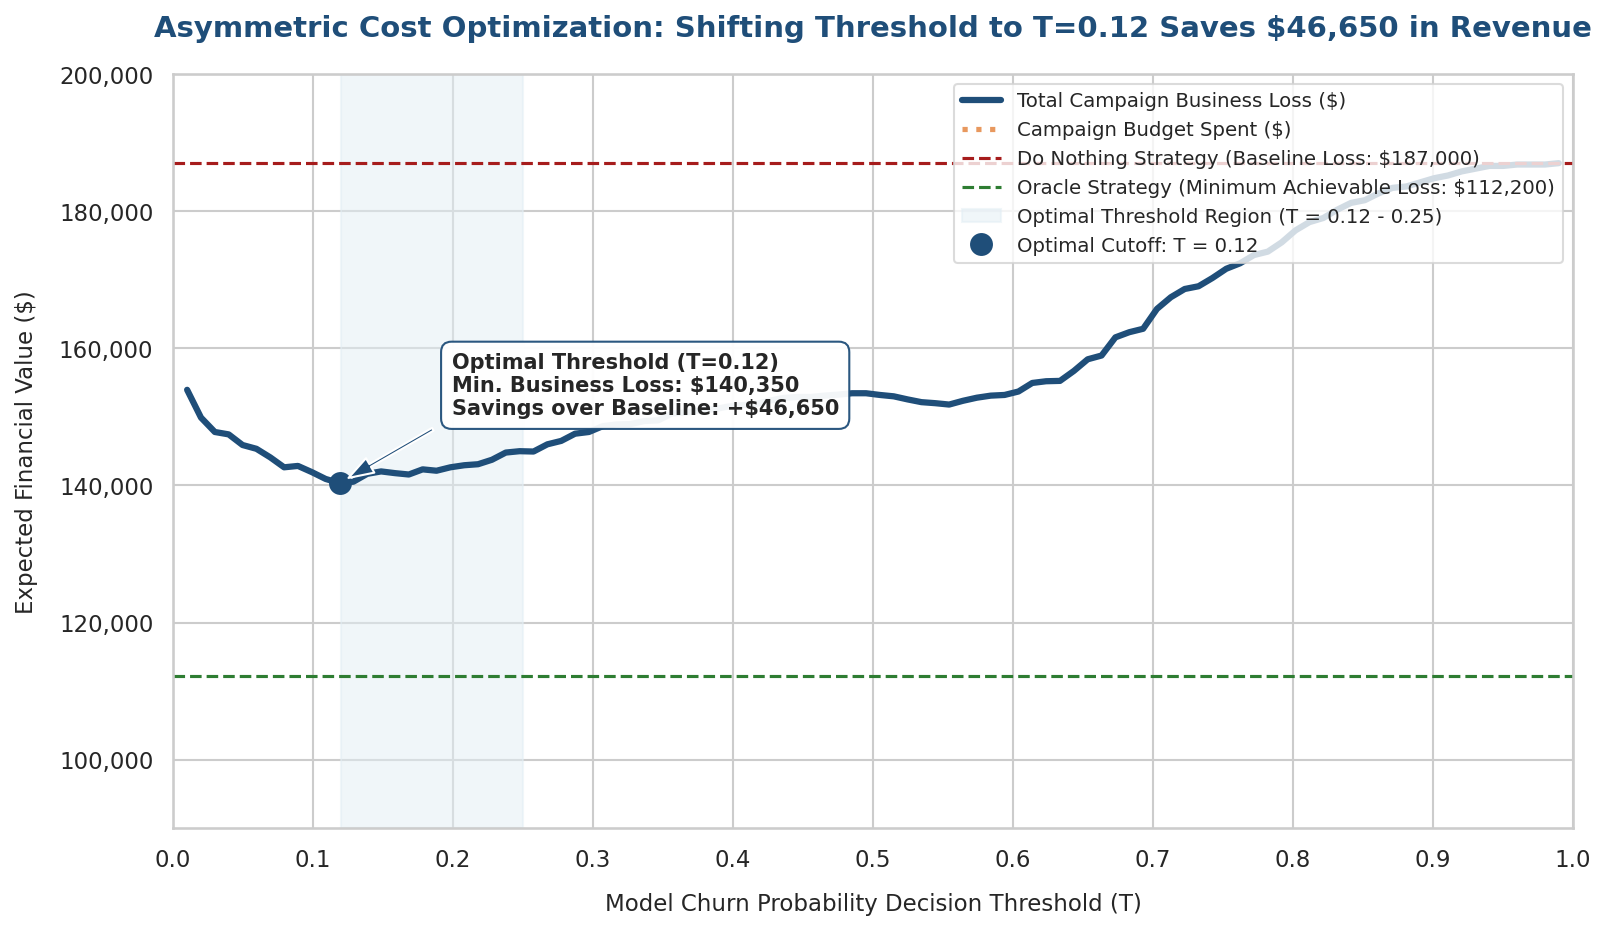 Asymmetric Cost Optimization: Shifting Threshold to T=0.12 Saves $46,650 in Revenue
Expected Financial Value ($)
200,000
180,000
160,000
140,000
120,000
100,000
Total Campaign Business Loss ($)
Campaign Budget Spent ($)
Do Nothing Strategy (Baseline Loss: $187,000)
Oracle Strategy (Minimum Achievable Loss: $112,200)
Optimal Threshold Region (T = 0.12 - 0.25)
Optimal Cutoff: T = 0.12
Optimal Threshold (T=0.12)
Min. Business Loss: $140,350
Savings over Baseline: +$46,650
0.0 0.1 0.2 0.3 0.4 0.5 0.6 0.7 0.8 0.9 1.0
Model Churn Probability Decision Threshold (T)